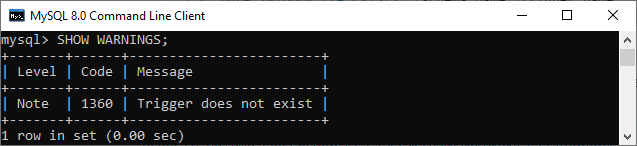 MySQL 8.0 Command Line Client
mysql> SHOW WARNINGS;
+-------+------+------------------------+
| Level | Code | Message                |
+-------+------+------------------------+
| Note  | 1360 | Trigger does not exist |
+-------+------+------------------------+
1 row in set (0.00 sec)